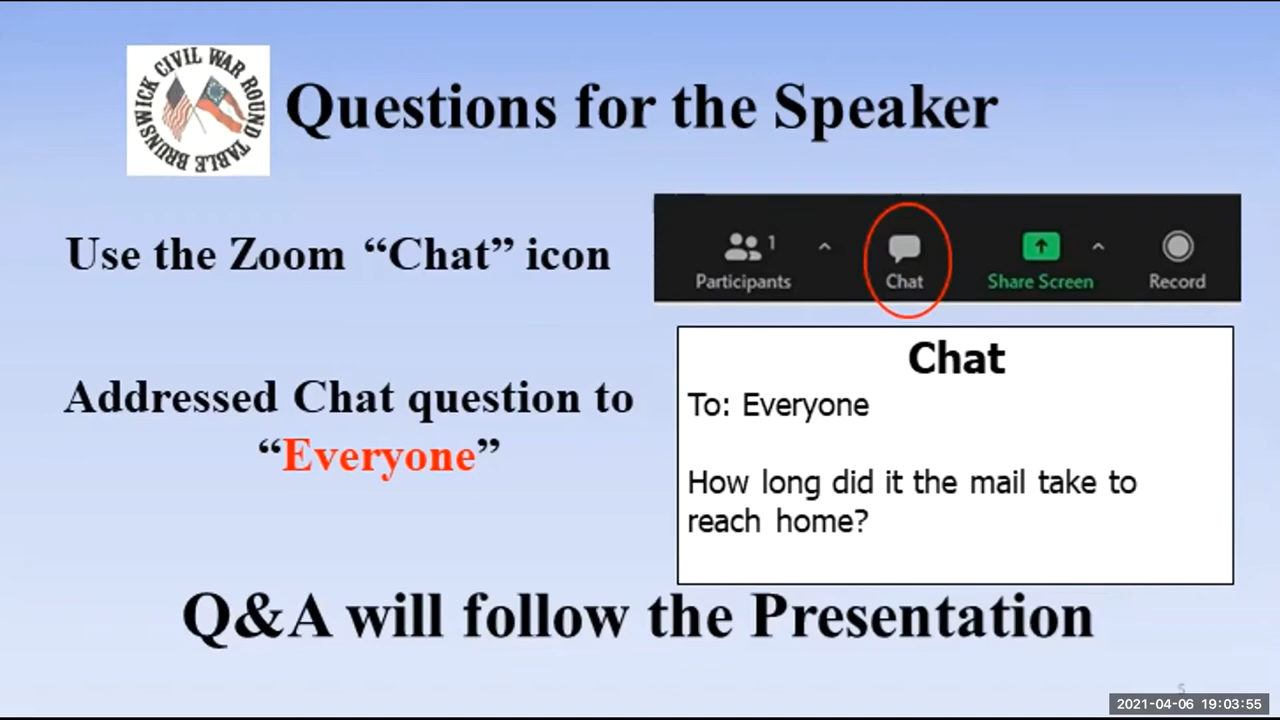 BRUNSWICK CIVIL WAR ROUND TABLE
Questions for the Speaker
Use the Zoom “Chat” icon
1
Participants
Chat
Share Screen
Record
Addressed Chat question to
“Everyone”
Chat
To: Everyone
How long did it the mail take to
reach home?
Q&A will follow the Presentation
5
2021-04-06 19:03:55